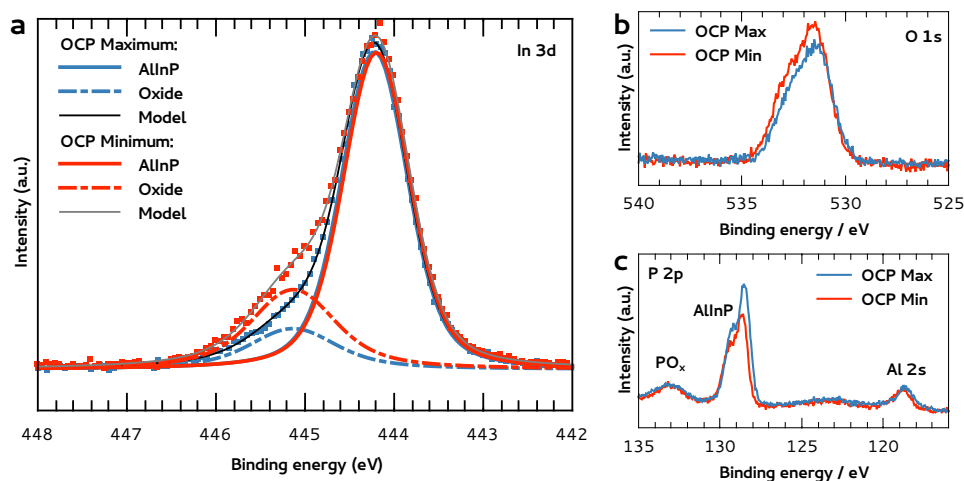 a
OCP Maximum:
AlInP
Oxide
Model
OCP Minimum:
AlInP
Oxide
Model
In 3d
Intensity (a.u.)
448 447 446 445 444 443 442
Binding energy (eV)
b
OCP Max
OCP Min
O 1s
Intensity (a.u.)
540 535 530 525
Binding energy / eV
c
P 2p
OCP Max
OCP Min
AlInP
POₓ
Al 2s
Intensity (a.u.)
135 130 125 120
Binding energy / eV